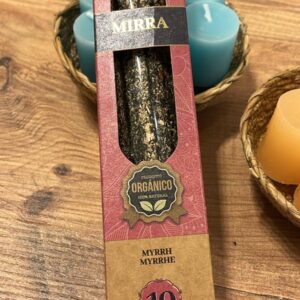 MIRRA
PRODUCTO
ORGÁNICO
100% NATURAL
MYRRH
MYRRHE
10